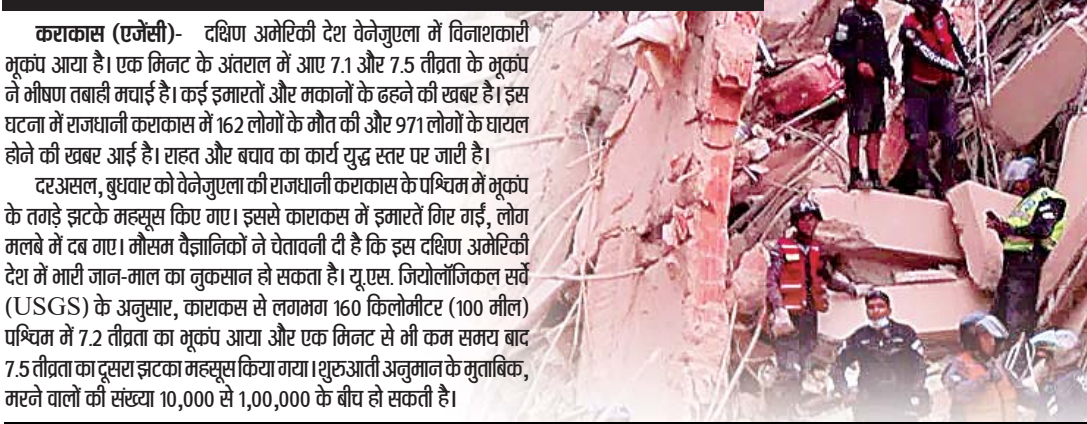 कराकास (एजेंसी)- दक्षिण अमेरिकी देश वेनेजुएला में विनाशकारी
भूकंप आया है। एक मिनट के अंतराल में आए 7.1 और 7.5 तीव्रता के भूकंप
ने भीषण तबाही मचाई है। कई इमारतों और मकानों के ढहने की खबर है। इस
घटना में राजधानी कराकास में 162 लोगों के मौत की और 971 लोगों के घायल
होने की खबर आई है। राहत और बचाव का कार्य युद्ध स्तर पर जारी है।
दरअसल, बुधवार को वेनेजुएला की राजधानी कराकास के पश्चिम में भूकंप
के तगड़े झटके महसूस किए गए। इससे काराकस में इमारतें गिर गईं, लोग
मलबे में दब गए। मौसम वैज्ञानिकों ने चेतावनी दी है कि इस दक्षिण अमेरिकी
देश में भारी जान-माल का नुकसान हो सकता है। यू.एस. जियोलॉजिकल सर्वे
(USGS) के अनुसार, काराकस से लगभग 160 किलोमीटर (100 मील)
पश्चिम में 7.2 तीव्रता का भूकंप आया और एक मिनट से भी कम समय बाद
7.5 तीव्रता का दूसरा झटका महसूस किया गया। शुरुआती अनुमान के मुताबिक,
मरने वालों की संख्या 10,000 से 1,00,000 के बीच हो सकती है।